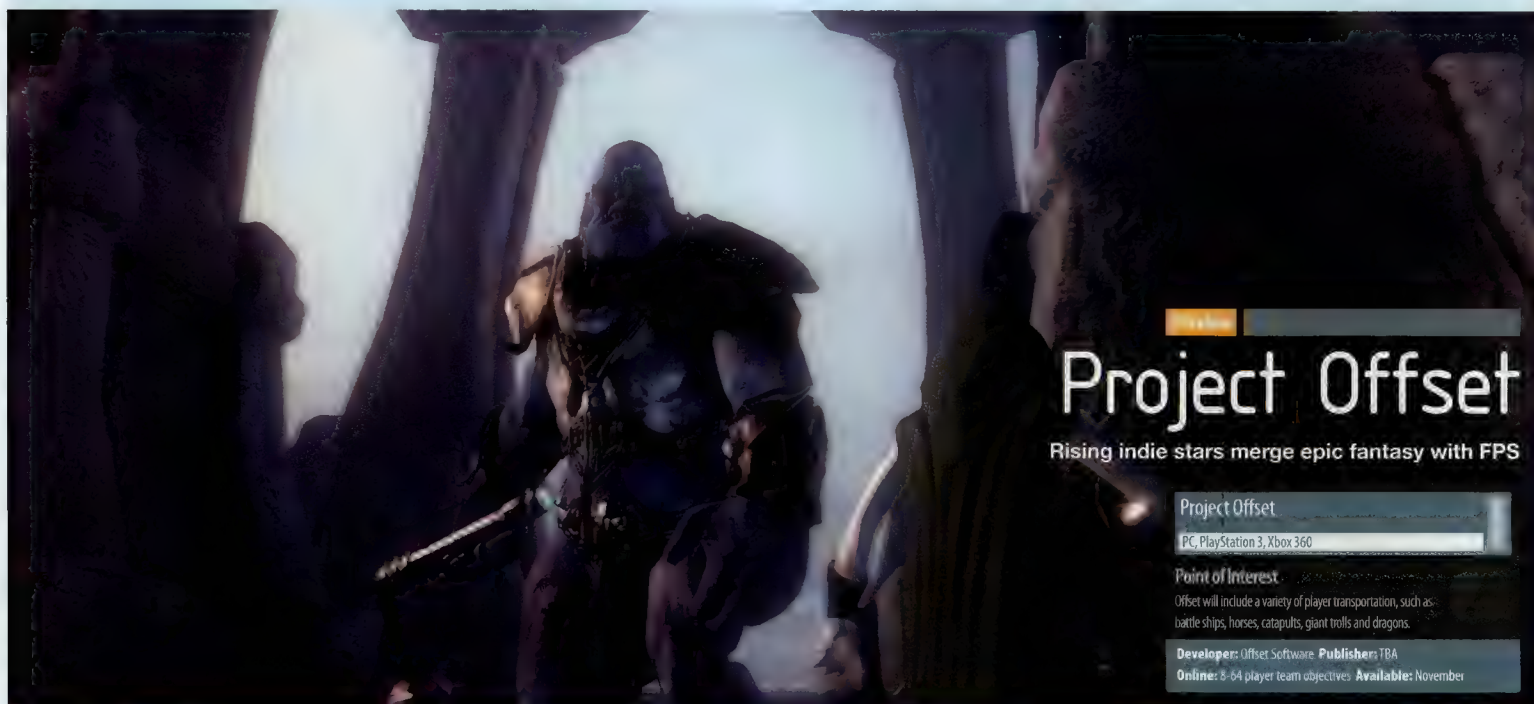 Project Offset
Rising indie stars merge epic fantasy with FPS
Project Offset
PC, PlayStation 3, Xbox 360
Point of Interest
Offset will include a variety of player transportation, such as
battle ships, horses, catapults, giant trolls and dragons.
Developer: Offset Software Publisher: TBA
Online: 8-64 player team objectives Available: November